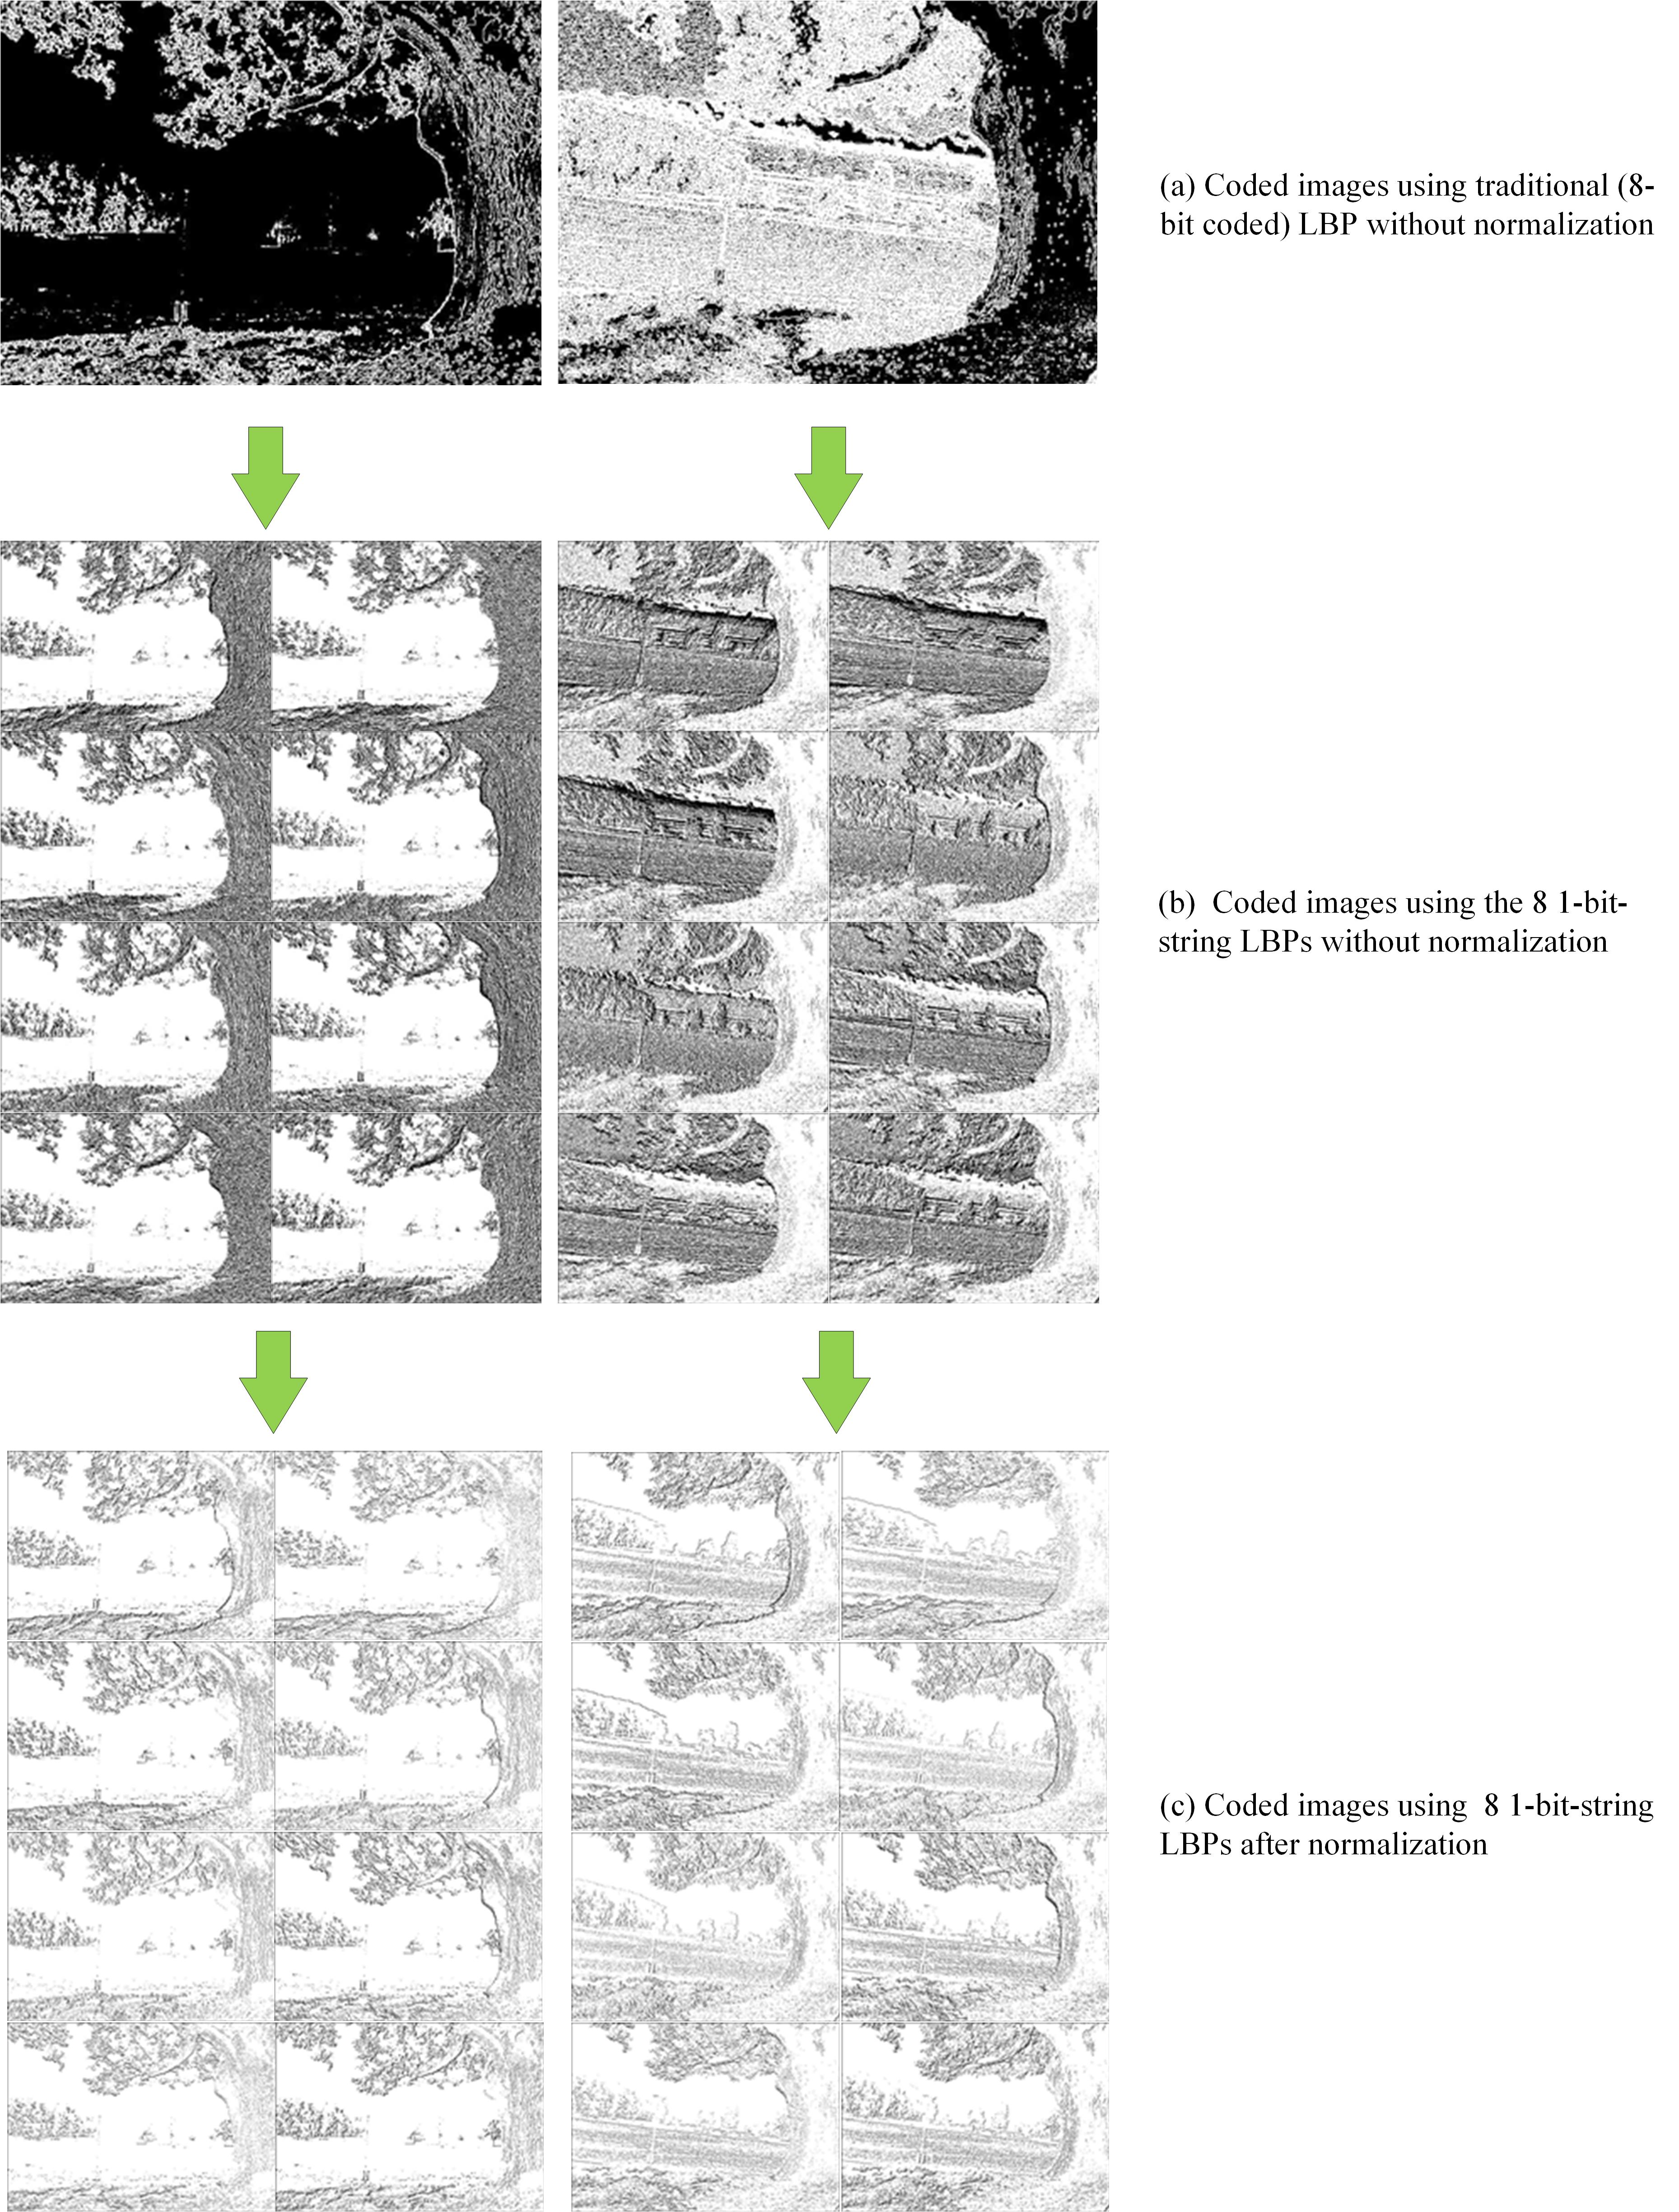 (a) Coded images using traditional (8-
bit coded) LBP without normalization
(b) Coded images using the 8 1-bit-
string LBPs without normalization
(c) Coded images using 8 1-bit-string
LBPs after normalization